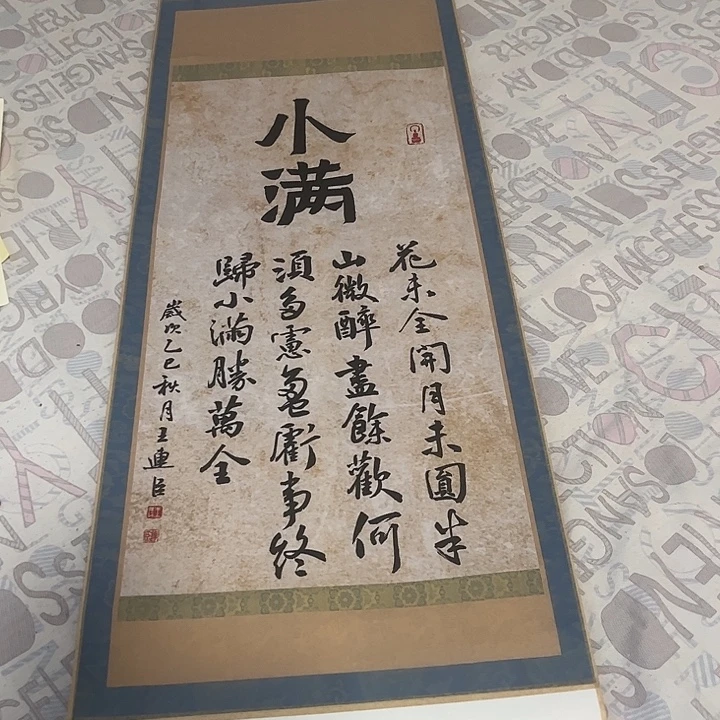 小满
花未全開月未圓半
山微醉盡餘歡何
須多慮盈虧事終
歸小滿勝萬全
歲次乙巳秋月王連臣